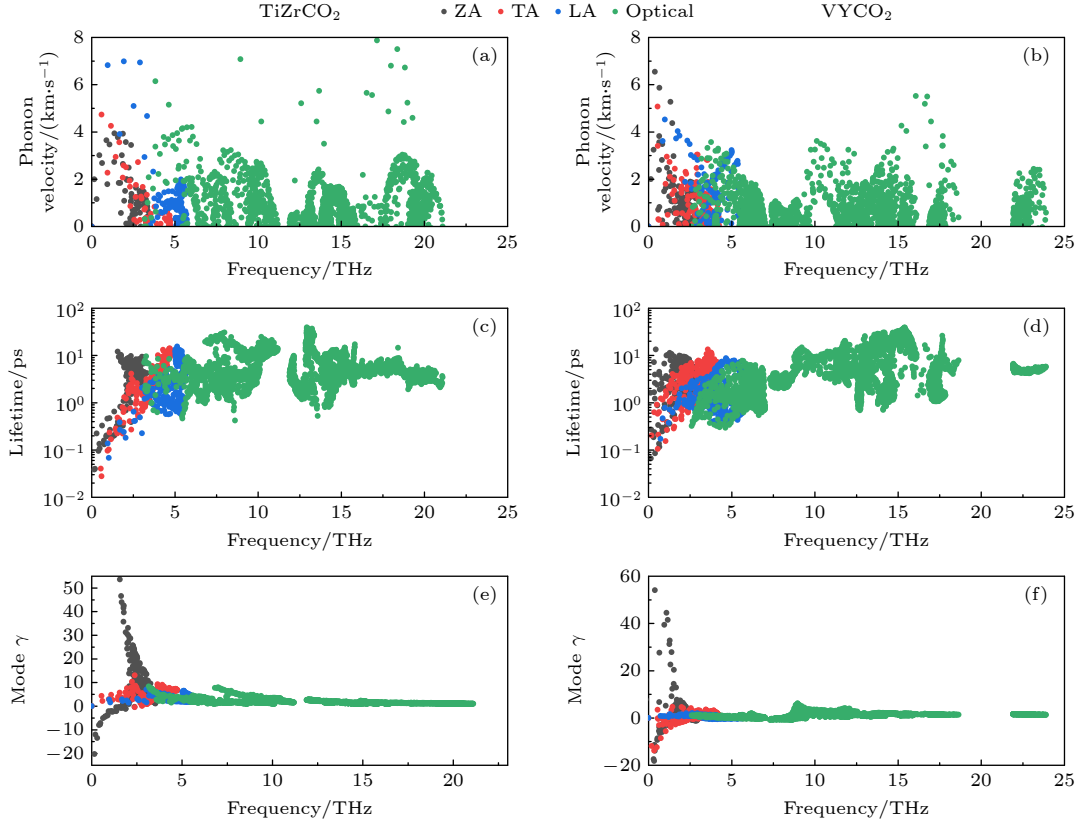 TiZrCO₂ ZA TA LA Optical VYCO₂
8
6
4
2
0
Phonon
velocity/(km·s⁻¹)
(a)
0 5 10 15 20 25
Frequency/THz
8
6
4
2
0
Phonon
velocity/(km·s⁻¹)
(b)
0 5 10 15 20 25
Frequency/THz
10²
10¹
10⁰
10⁻¹
10⁻²
Lifetime/ps
(c)
0 5 10 15 20 25
Frequency/THz
10²
10¹
10⁰
10⁻¹
10⁻²
Lifetime/ps
(d)
0 5 10 15 20 25
Frequency/THz
50
40
30
20
10
0
−10
−20
Mode γ
(e)
0 5 10 15 20
Frequency/THz
60
40
20
0
−20
Mode γ
(f)
0 5 10 15 20 25
Frequency/THz